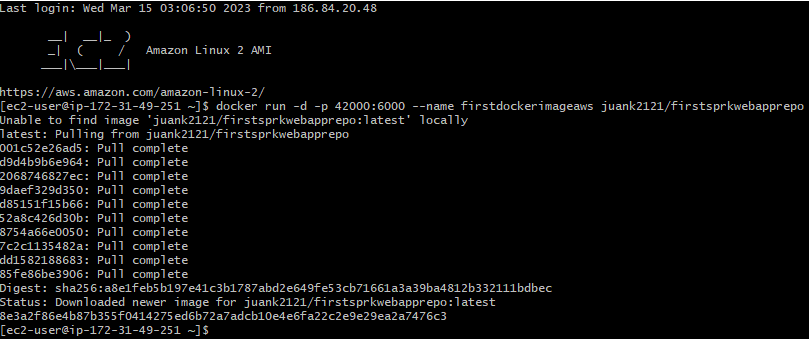 Last login: Wed Mar 15 03:06:50 2023 from 186.84.20.48
__|  __|_  )
_|  (     /   Amazon Linux 2 AMI
___|\___|___|
https://aws.amazon.com/amazon-linux-2/
[ec2-user@ip-172-31-49-251 ~]$ docker run -d -p 42000:6000 --name firstdockerimageaws juank2121/firstsprkwebapprepo
Unable to find image 'juank2121/firstsprkwebapprepo:latest' locally
latest: Pulling from juank2121/firstsprkwebapprepo
001c52e26ad5: Pull complete
d9d4b9b6e964: Pull complete
2068746827ec: Pull complete
9daef329d350: Pull complete
d85151f15b66: Pull complete
52a8c426d30b: Pull complete
8754a66e0050: Pull complete
7c2c1135482a: Pull complete
dd1582188683: Pull complete
85fe86be3906: Pull complete
Digest: sha256:a8e1feb5b197e41c3b1787abd2e649fe53cb71661a3a39ba4812b332111bdbec
Status: Downloaded newer image for juank2121/firstsprkwebapprepo:latest
8e3a2f86e4b87b355f0414275ed6b72a7adcb10e4e6fa22c2e9e29ea2a7476c3
[ec2-user@ip-172-31-49-251 ~]$